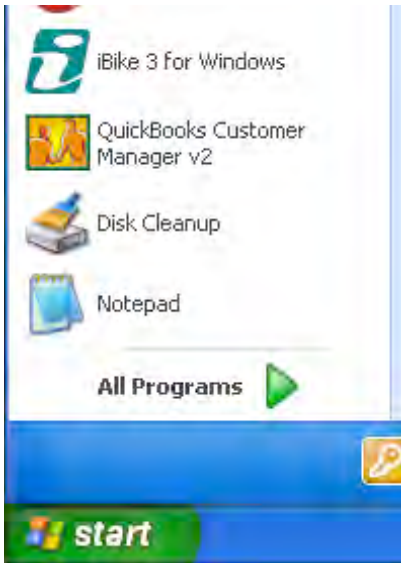 iBike 3 for Windows
QuickBooks Customer
Manager v2
Disk Cleanup
Notepad
All Programs
start